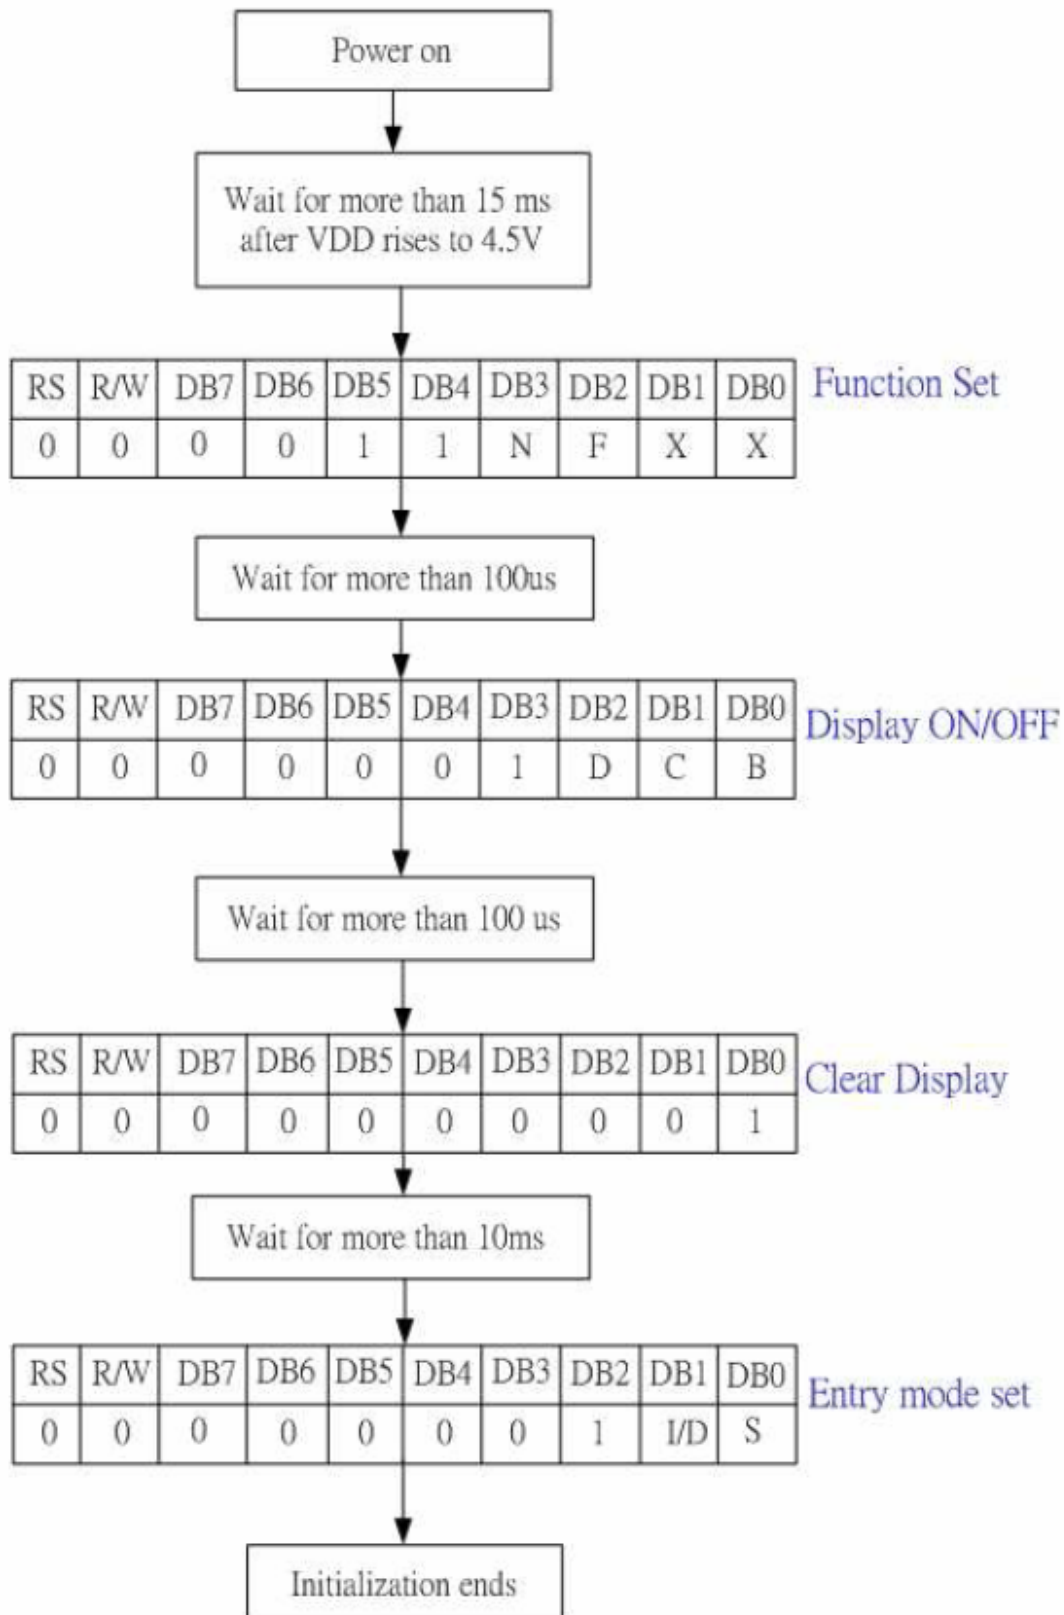 Power on
Wait for more than 15 ms
after VDD rises to 4.5V
RS R/W DB7 DB6 DB5 DB4 DB3 DB2 DB1 DB0 Function Set
0 0 0 0 1 1 N F X X
Wait for more than 100us
RS R/W DB7 DB6 DB5 DB4 DB3 DB2 DB1 DB0 Display ON/OFF
0 0 0 0 0 0 1 D C B
Wait for more than 100 us
RS R/W DB7 DB6 DB5 DB4 DB3 DB2 DB1 DB0 Clear Display
0 0 0 0 0 0 0 0 0 1
Wait for more than 10ms
RS R/W DB7 DB6 DB5 DB4 DB3 DB2 DB1 DB0 Entry mode set
0 0 0 0 0 0 0 1 I/D S
Initialization ends